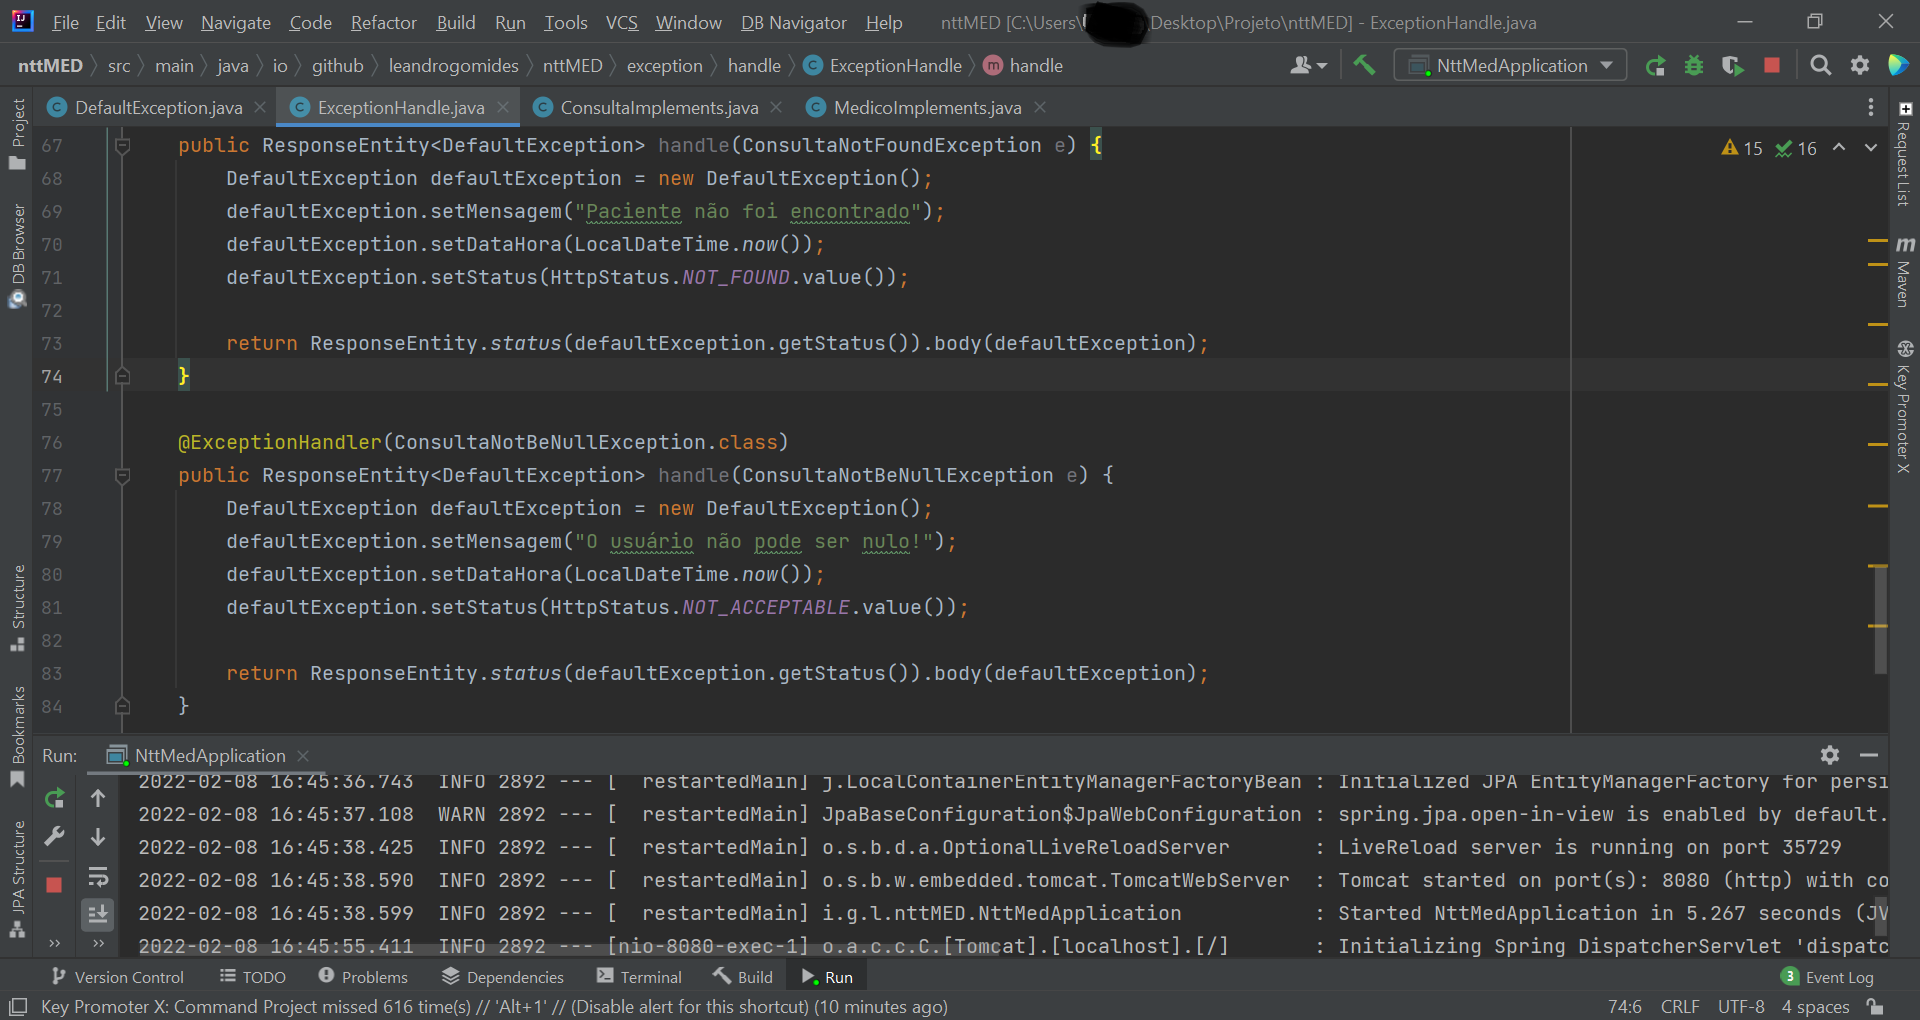 File Edit View Navigate Code Refactor Build Run Tools VCS Window DB Navigator Help nttMED [C:\Users\ Desktop\Projeto\nttMED] - ExceptionHandle.java
nttMED src main java io github leandrogomides nttMED exception handle C ExceptionHandle m handle NttMedApplication
C DefaultException.java C ExceptionHandle.java C ConsultaImplements.java C MedicoImplements.java
Project
DB Browser
Structure
Bookmarks
JPA Structure
15 16
67 public ResponseEntity<DefaultException> handle(ConsultaNotFoundException e) {
68 DefaultException defaultException = new DefaultException();
69 defaultException.setMensagem("Paciente não foi encontrado");
70 defaultException.setDataHora(LocalDateTime.now());
71 defaultException.setStatus(HttpStatus.NOT_FOUND.value());
72
73 return ResponseEntity.status(defaultException.getStatus()).body(defaultException);
74 }
75
76 @ExceptionHandler(ConsultaNotBeNullException.class)
77 public ResponseEntity<DefaultException> handle(ConsultaNotBeNullException e) {
78 DefaultException defaultException = new DefaultException();
79 defaultException.setMensagem("O usuário não pode ser nulo!");
80 defaultException.setDataHora(LocalDateTime.now());
81 defaultException.setStatus(HttpStatus.NOT_ACCEPTABLE.value());
82
83 return ResponseEntity.status(defaultException.getStatus()).body(defaultException);
84 }
Request List
m Maven
Key Promoter X
Run: NttMedApplication
2022-02-08 16:45:36.743 INFO 2892 --- [ restartedMain] j.LocalContainerEntityManagerFactoryBean : Initialized JPA EntityManagerFactory for persi
2022-02-08 16:45:37.108 WARN 2892 --- [ restartedMain] JpaBaseConfiguration$JpaWebConfiguration : spring.jpa.open-in-view is enabled by default.
2022-02-08 16:45:38.425 INFO 2892 --- [ restartedMain] o.s.b.d.a.OptionalLiveReloadServer : LiveReload server is running on port 35729
2022-02-08 16:45:38.590 INFO 2892 --- [ restartedMain] o.s.b.w.embedded.tomcat.TomcatWebServer : Tomcat started on port(s): 8080 (http) with co
2022-02-08 16:45:38.599 INFO 2892 --- [ restartedMain] i.g.l.nttMED.NttMedApplication : Started NttMedApplication in 5.267 seconds (JV
2022-02-08 16:45:55.411 INFO 2892 --- [nio-8080-exec-1] o.a.c.c.C.[Tomcat].[localhost].[/] : Initializing Spring DispatcherServlet 'dispatc
Version Control TODO Problems Dependencies Terminal Build Run 3 Event Log
Key Promoter X: Command Project missed 616 time(s) // 'Alt+1' // (Disable alert for this shortcut) (10 minutes ago) 74:6 CRLF UTF-8 4 spaces